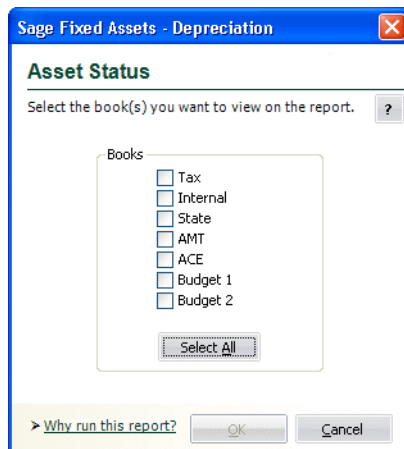 Sage Fixed Assets - Depreciation
Asset Status
Select the book(s) you want to view on the report.
?
Books
Tax
Internal
State
AMT
ACE
Budget 1
Budget 2
Select All
➤ Why run this report?
OK
Cancel